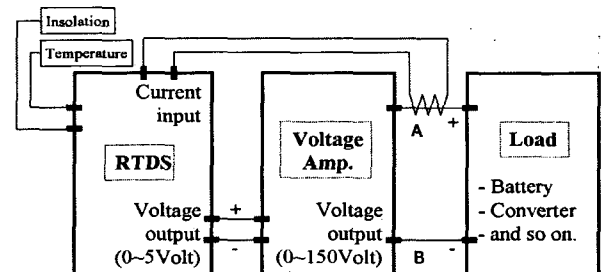 Insolation
Temperature
Current
input
RTDS
Voltage
output
(0~5Volt)
+
-
Voltage
Amp.
Voltage
output
(0~150Volt)
A
+
B
-
Load
- Battery
- Converter
- and so on.